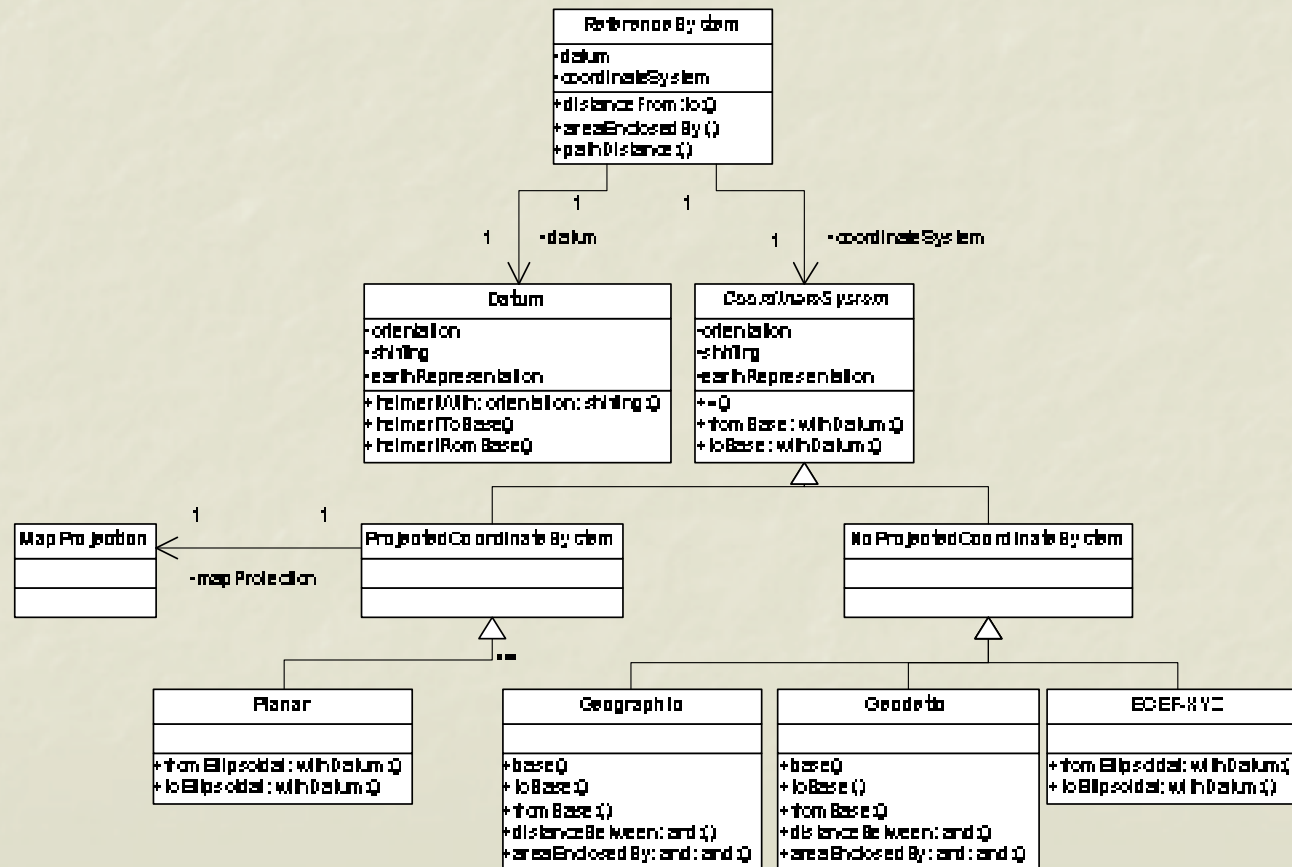 ReferenceSystem
-datum
-coordinateSystem
+distanceFrom:to:()
+areaEnclosedBy:()
+pathDistance:()
1
1
1
-datum
1
-coordinateSystem
Datum
-orientation
-shifting
-earthRepresentation
+helmertWith: orientation: shifting:()
+helmertToBase()
+helmertFromBase()
CoordinateSystem
-orientation
-shifting
-earthRepresentation
+=()
+fromBase: withDatum:()
+toBase: withDatum:()
MapProjection
1
1
-mapProjection
ProjectedCoordinateSystem
NoProjectedCoordinateSystem
...
Planar
+fromEllipsoidal: withDatum:()
+toEllipsoidal: withDatum:()
Geographic
+base()
+toBase:()
+fromBase:()
+distanceBetween: and:()
+areaEnclosedBy: and: and:()
Geodetic
+base()
+toBase:()
+fromBase:()
+distanceBetween: and:()
+areaEnclosedBy: and: and:()
ECEF-XYZ
+fromEllipsoidal: withDatum:()
+toEllipsoidal: withDatum:()